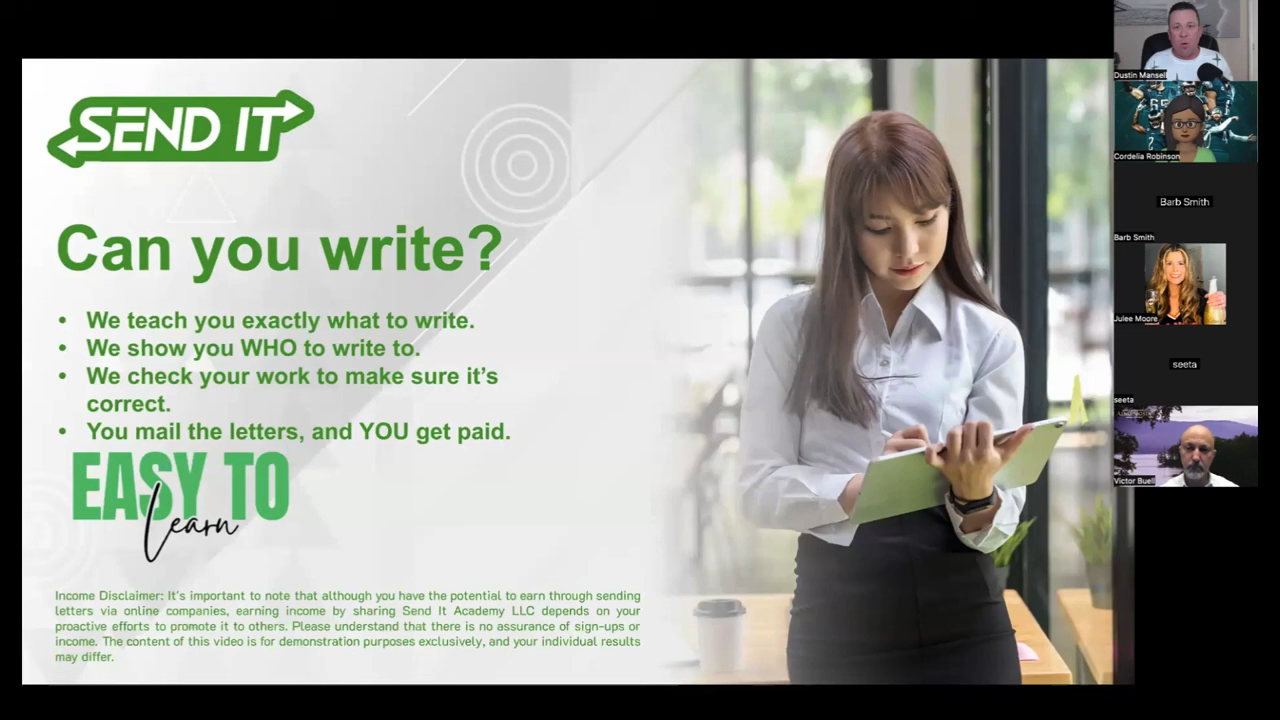 SEND IT
Can you write?
• We teach you exactly what to write.
• We show you WHO to write to.
• We check your work to make sure it's
correct.
• You mail the letters, and YOU get paid.
EASY TO
learn
Income Disclaimer: It's important to note that although you have the potential to earn through sending
letters via online companies, earning income by sharing Send It Academy LLC depends on your
proactive efforts to promote it to others. Please understand that there is no assurance of sign-ups or
income. The content of this video is for demonstration purposes exclusively, and your individual results
may differ.
Dustin Mansell
Cordelia Robinson
Barb Smith
Barb Smith
Julee Moore
seeta
seeta
Victor Buell